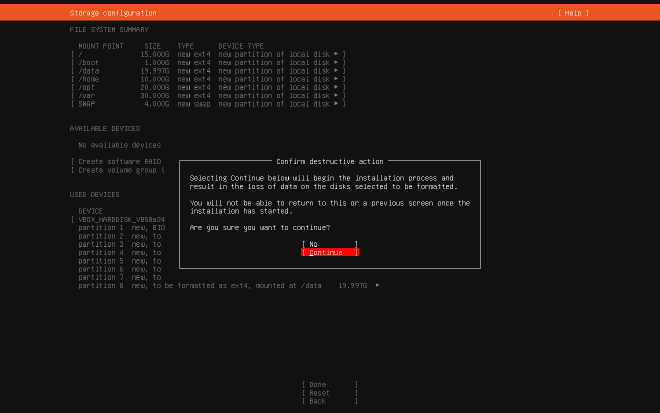 Storage configuration [ Help ]
FILE SYSTEM SUMMARY
MOUNT POINT SIZE TYPE DEVICE TYPE
[ / 15.000G new ext4 new partition of local disk ▸ ]
[ /boot 1.000G new ext4 new partition of local disk ▸ ]
[ /data 19.997G new ext4 new partition of local disk ▸ ]
[ /home 10.000G new ext4 new partition of local disk ▸ ]
[ /opt 20.000G new ext4 new partition of local disk ▸ ]
[ /var 30.000G new ext4 new partition of local disk ▸ ]
[ SWAP 4.000G new swap new partition of local disk ▸ ]
AVAILABLE DEVICES
No available devices
[ Create software RAID
[ Create volume group (
Confirm destructive action
Selecting Continue below will begin the installation process and
result in the loss of data on the disks selected to be formatted.
You will not be able to return to this or a previous screen once the
installation has started.
Are you sure you want to continue?
[ No ]
[ Continue ]
USED DEVICES
DEVICE
[ VBOX_HARDDISK_VB50a24
partition 1 new, BIO
partition 2 new, to
partition 3 new, to
partition 4 new, to
partition 5 new, to
partition 6 new, to
partition 7 new, to
partition 8 new, to be formatted as ext4, mounted at /data 19.997G ▸
[ Done ]
[ Reset ]
[ Back ]